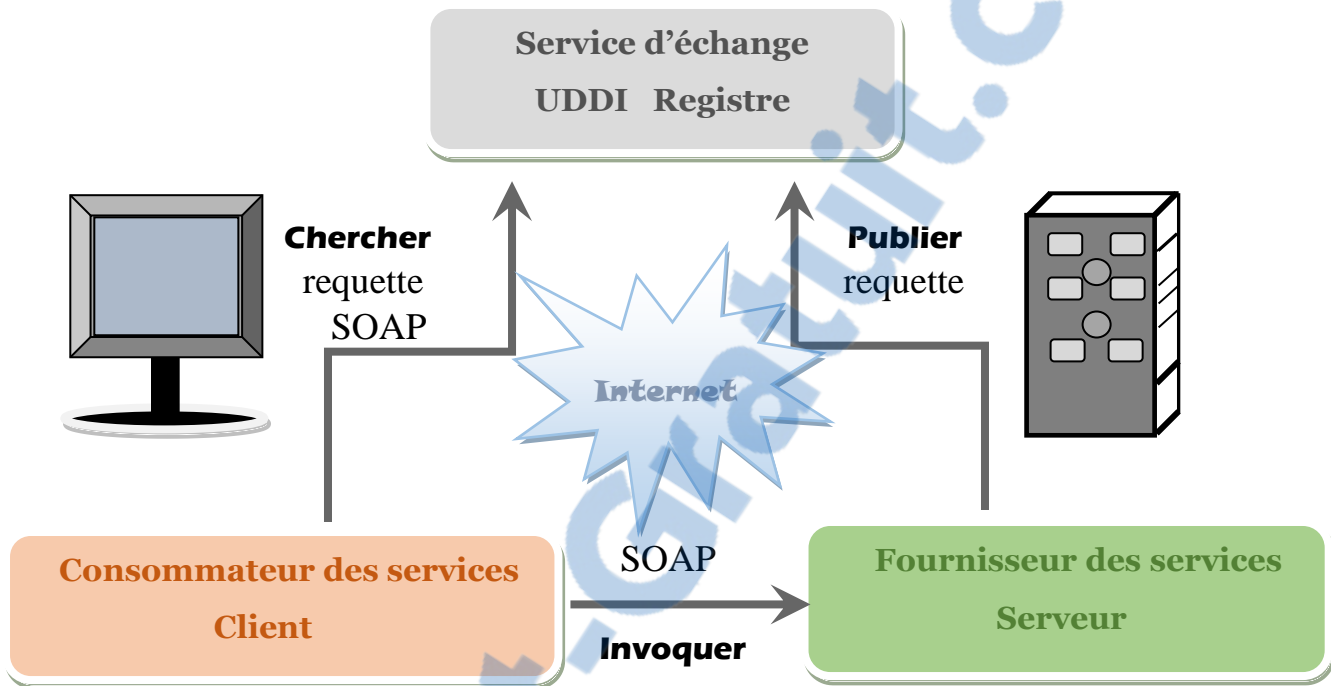 Service d'échange
UDDI Registre
Chercher
requette
SOAP
Publier
requette
Internet
Consommateur des services
Client
SOAP
Invoquer
Fournisseur des services
Serveur
-Gratuit.c